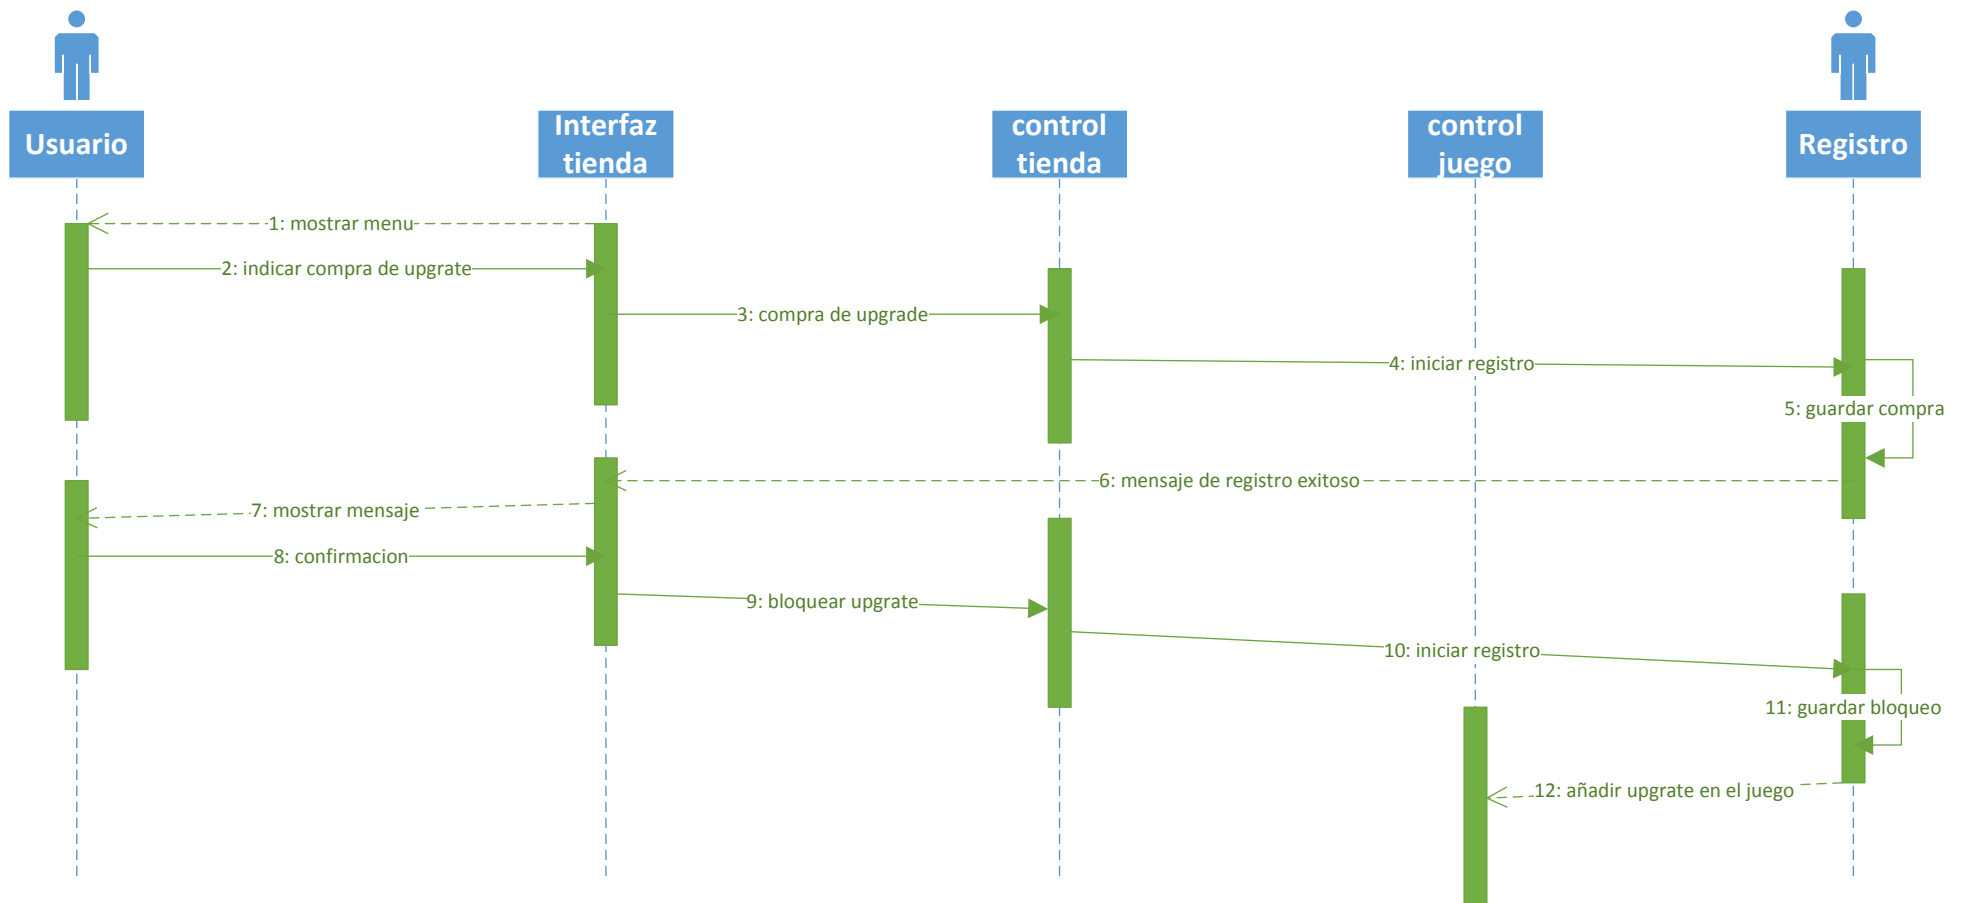 Usuario
Interfaz
tienda
control
tienda
control
juego
Registro
1: mostrar menu
2: indicar compra de upgrate
3: compra de upgrade
4: iniciar registro
5: guardar compra
6: mensaje de registro exitoso
7: mostrar mensaje
8: confirmacion
9: bloquear upgrate
10: iniciar registro
11: guardar bloqueo
12: añadir upgrate en el juego